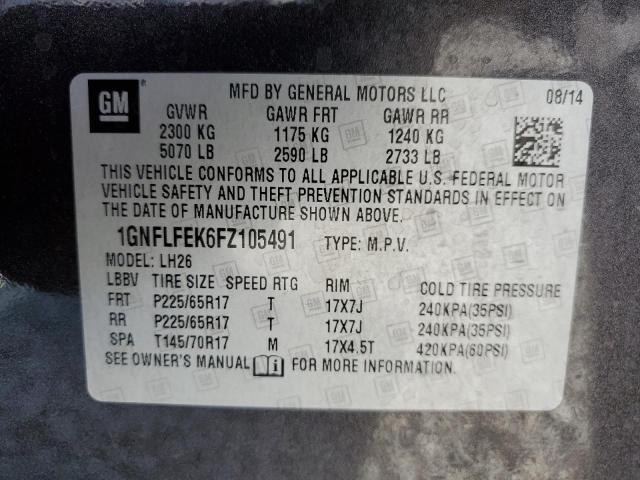 GM
MFD BY GENERAL MOTORS LLC 08/14
GVWR GAWR FRT GAWR RR
2300 KG 1175 KG 1240 KG
5070 LB 2590 LB 2733 LB
THIS VEHICLE CONFORMS TO ALL APPLICABLE U.S. FEDERAL MOTOR
VEHICLE SAFETY AND THEFT PREVENTION STANDARDS IN EFFECT ON
THE DATE OF MANUFACTURE SHOWN ABOVE.
1GNFLFEK6FZ105491 TYPE: M.P.V.
MODEL: LH26
LBBV TIRE SIZE SPEED RTG RIM COLD TIRE PRESSURE
FRT P225/65R17 T 17X7J 240KPA(35PSI)
RR P225/65R17 T 17X7J 240KPA(35PSI)
SPA T145/70R17 M 17X4.5T 420KPA(60PSI)
SEE OWNER'S MANUAL